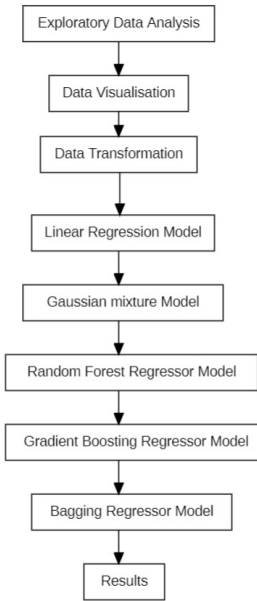 Exploratory Data Analysis
Data Visualisation
Data Transformation
Linear Regression Model
Gaussian mixture Model
Random Forest Regressor Model
Gradient Boosting Regressor Model
Bagging Regressor Model
Results